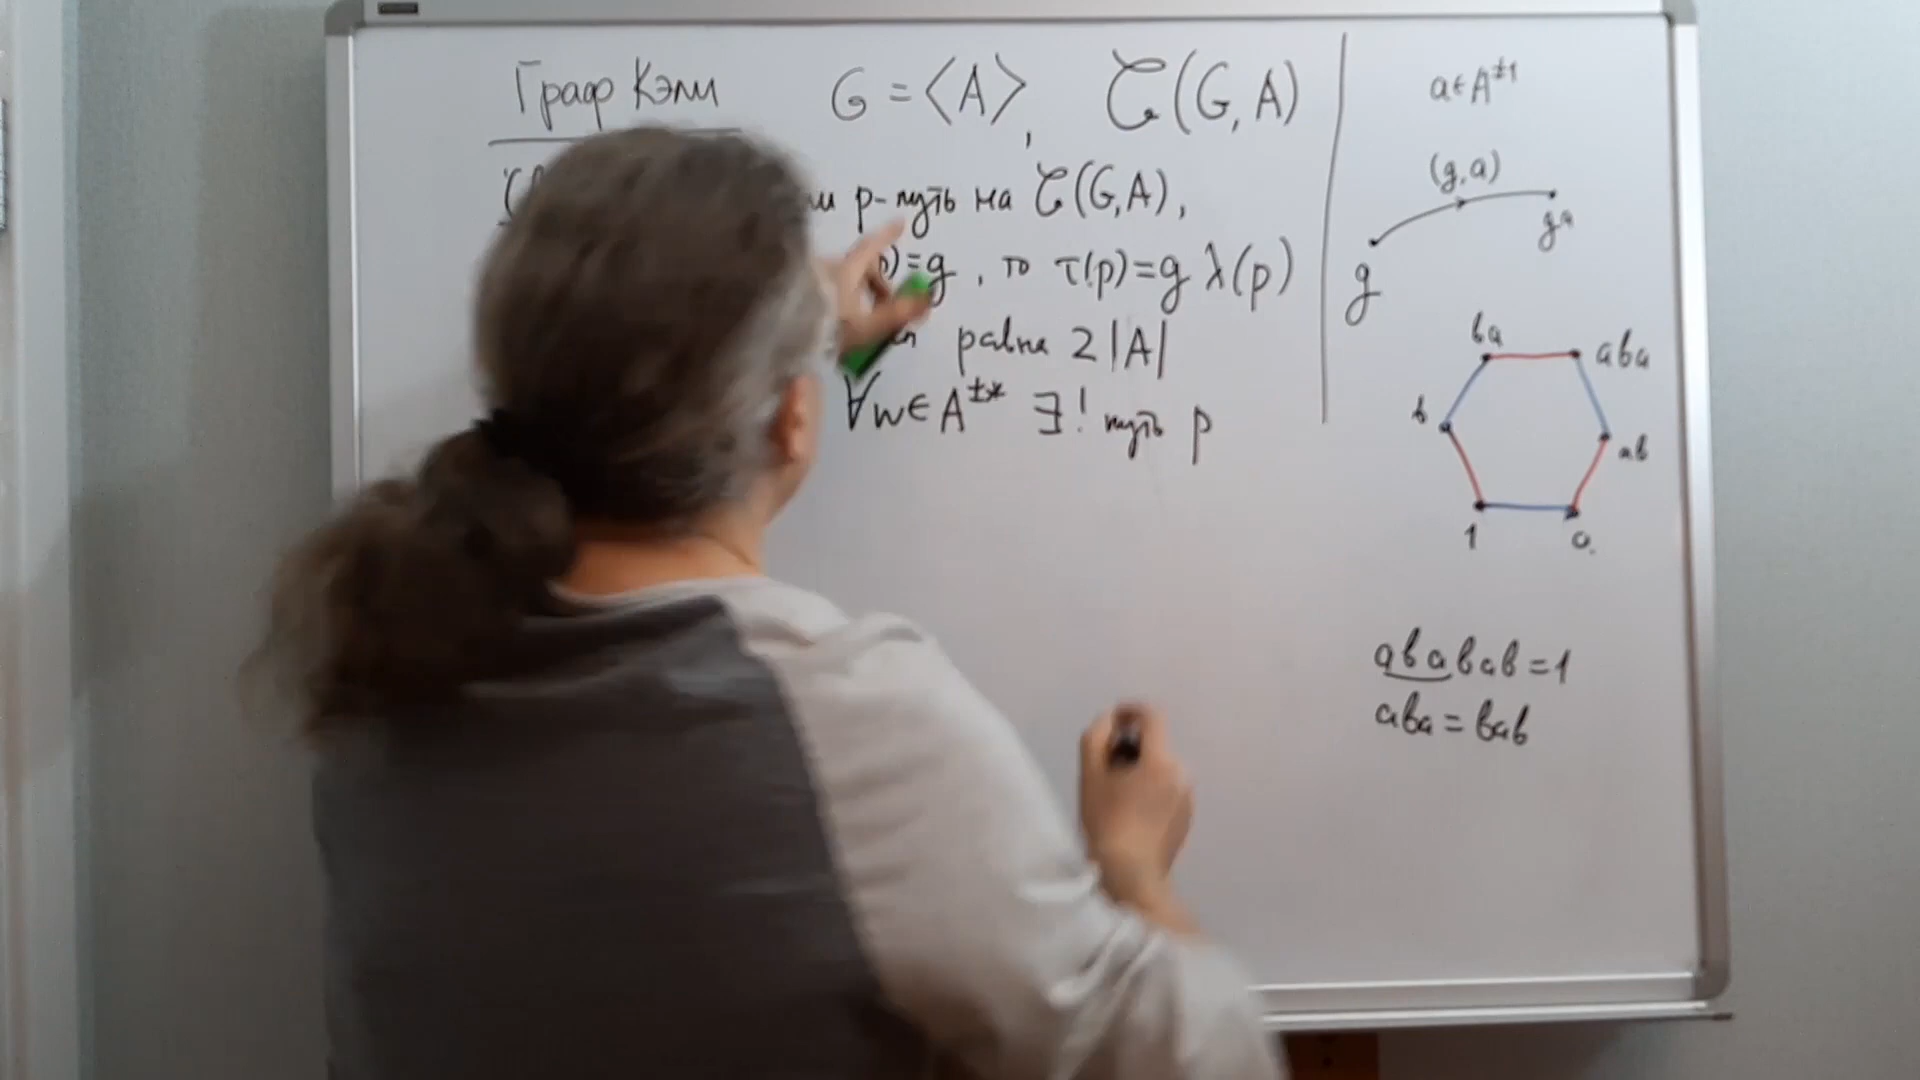 Граф Кэли G = ⟨A⟩, ꞇ(G, A)
p - путь на ꞇ(G, A),
p) = g, то τ(p) = g λ(p)
равна 2|A|
∀w ∈ A^{±*} ∃! путь p
a ∈ A^{±1}
(g, a)
g
ga
ba
aba
b
ab
1
a
ababab = 1
aba = bab